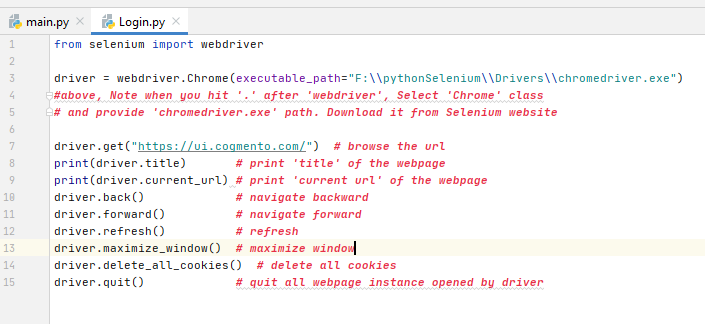 main.py Login.py
1 from selenium import webdriver
2
3 driver = webdriver.Chrome(executable_path="F:\\pythonSelenium\\Drivers\\chromedriver.exe")
4 #above, Note when you hit '.' after 'webdriver', Select 'Chrome' class
5 # and provide 'chromedriver.exe' path. Download it from Selenium website
6
7 driver.get("https://ui.cogmento.com/")  # browse the url
8 print(driver.title)       # print 'title' of the webpage
9 print(driver.current_url) # print 'current url' of the webpage
10 driver.back()             # navigate backward
11 driver.forward()          # navigate forward
12 driver.refresh()          # refresh
13 driver.maximize_window()  # maximize window
14 driver.delete_all_cookies()  # delete all cookies
15 driver.quit()             # quit all webpage instance opened by driver